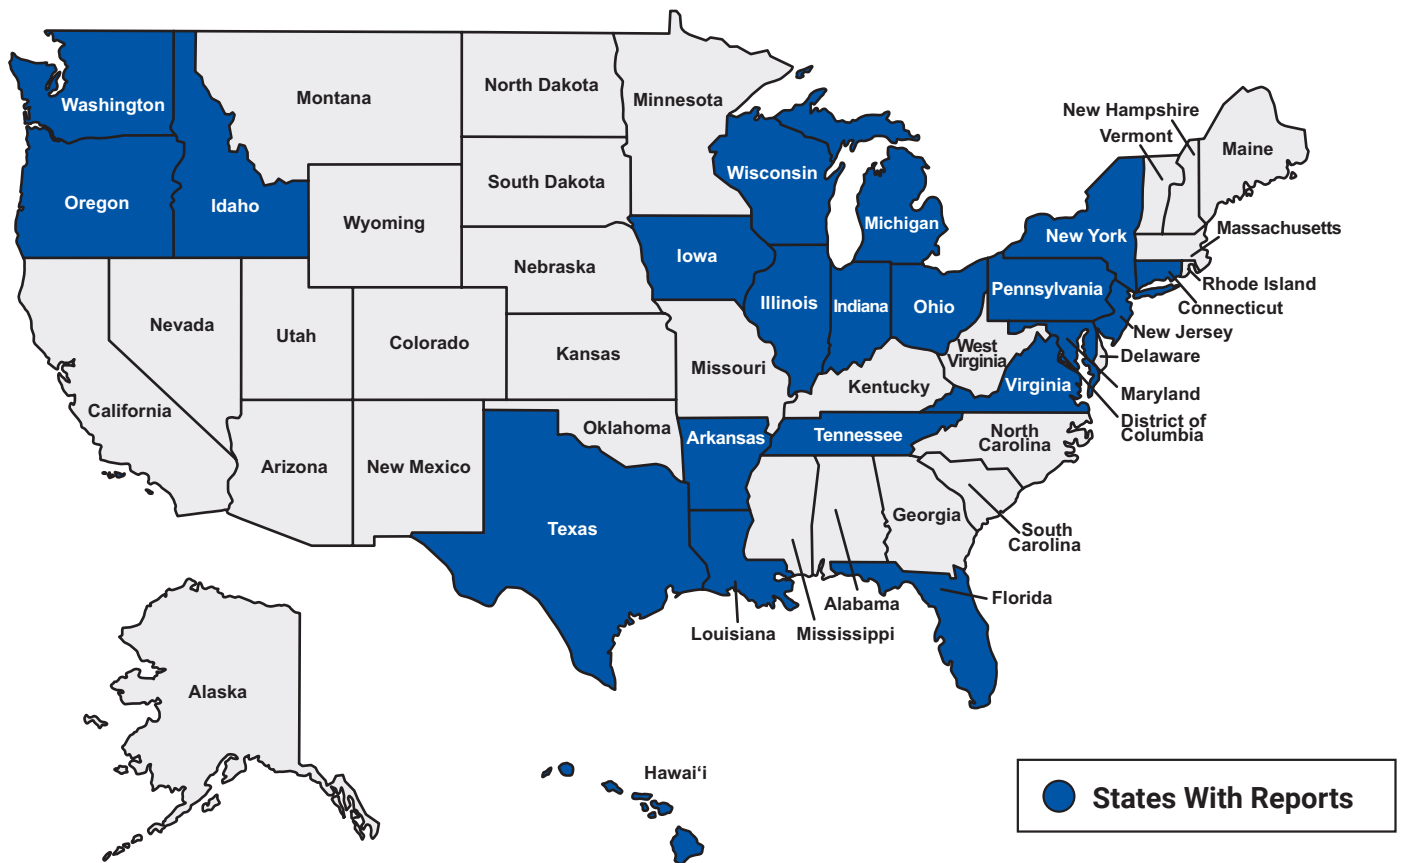 Washington
Montana
North Dakota
Minnesota
New Hampshire
Vermont
Maine
Oregon
Idaho
Wyoming
South Dakota
Wisconsin
Michigan
New York
Massachusetts
Rhode Island
Connecticut
Nebraska
Iowa
Illinois
Indiana
Ohio
Pennsylvania
New Jersey
Delaware
Maryland
District of
Columbia
Nevada
Utah
Colorado
Kansas
Missouri
West
Virginia
Kentucky
Virginia
California
Arizona
New Mexico
Oklahoma
Arkansas
Tennessee
North
Carolina
Texas
Georgia
South
Carolina
Louisiana
Mississippi
Alabama
Florida
Alaska
Hawai‘i
States With Reports